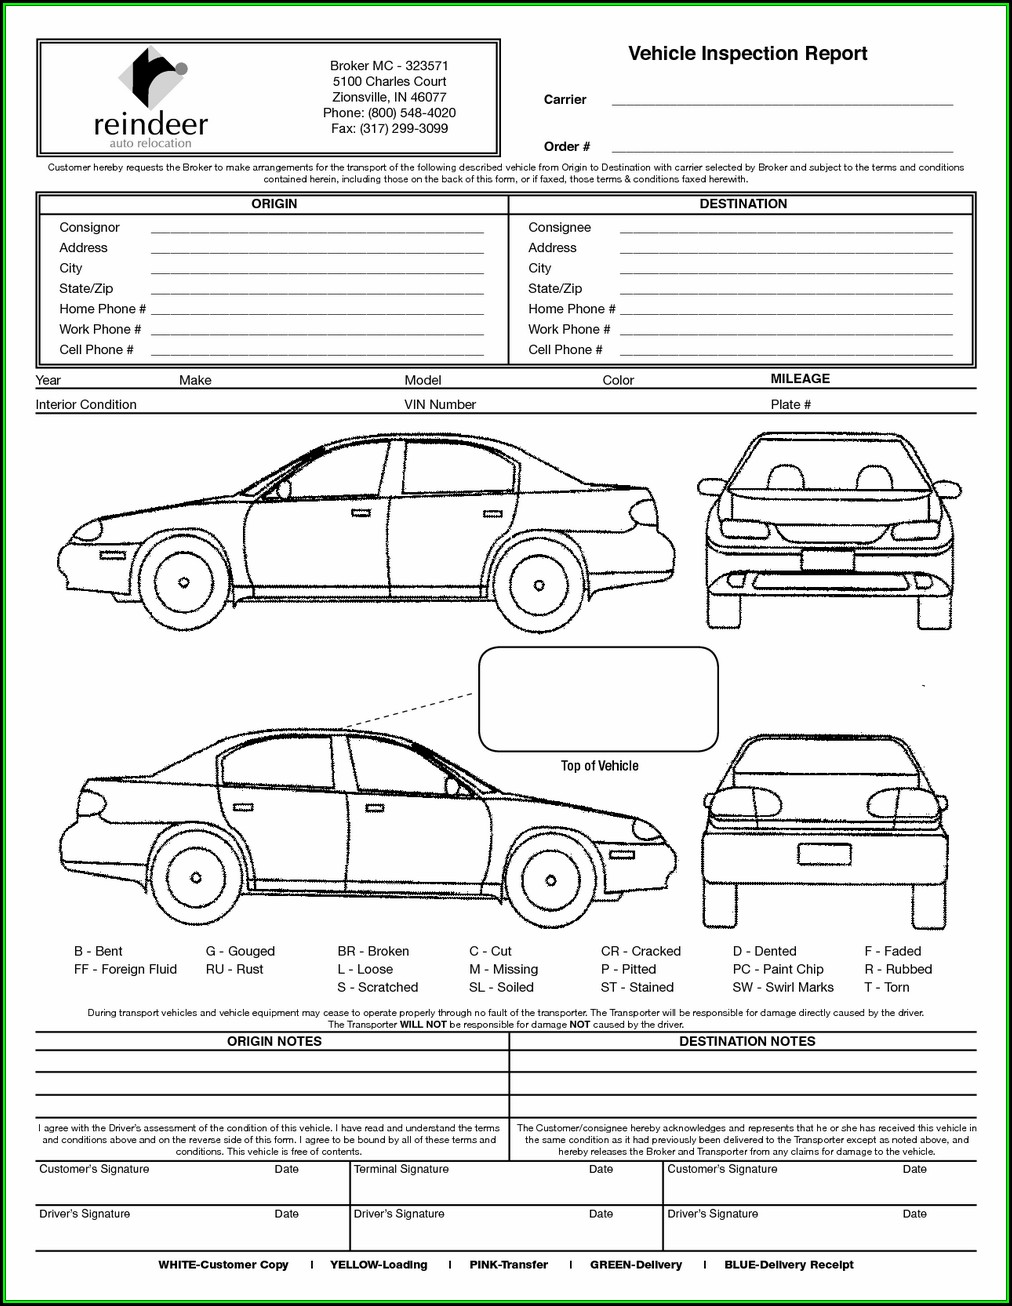 reindeer
auto relocation
Broker MC - 323571
5100 Charles Court
Zionsville, IN 46077
Phone: (800) 548-4020
Fax: (317) 299-3099
Vehicle Inspection Report
Carrier
Order #
Customer hereby requests the Broker to make arrangements for the transport of the following described vehicle from Origin to Destination with carrier selected by Broker and subject to the terms and conditions
contained herein, including those on the back of this form, or if faxed, those terms & conditions faxed herewith.
ORIGIN
Consignor
Address
City
State/Zip
Home Phone #
Work Phone #
Cell Phone #
DESTINATION
Consignee
Address
City
State/Zip
Home Phone #
Work Phone #
Cell Phone #
Year Make Model Color MILEAGE
Interior Condition VIN Number Plate #
Top of Vehicle
B - Bent G - Gouged BR - Broken C - Cut CR - Cracked D - Dented F - Faded
FF - Foreign Fluid RU - Rust L - Loose M - Missing P - Pitted PC - Paint Chip R - Rubbed
S - Scratched SL - Soiled ST - Stained SW - Swirl Marks T - Torn
During transport vehicles and vehicle equipment may cease to operate properly through no fault of the transporter. The Transporter will be responsible for damage directly caused by the driver.
The Transporter WILL NOT be responsible for damage NOT caused by the driver.
ORIGIN NOTES DESTINATION NOTES
I agree with the Driver's assessment of the condition of this vehicle. I have read and understand the terms
and conditions above and on the reverse side of this form. I agree to be bound by all of these terms and
conditions. This vehicle is free of contents.
The Customer/consignee hereby acknowledges and represents that he or she has received this vehicle in
the same condition as it had previously been delivered to the Transporter except as noted above, and
hereby releases the Broker and Transporter from any claims for damage to the vehicle.
Customer's Signature Date Terminal Signature Date Customer's Signature Date
Driver's Signature Date Driver's Signature Date Driver's Signature Date
WHITE-Customer Copy I YELLOW-Loading I PINK-Transfer I GREEN-Delivery I BLUE-Delivery Receipt